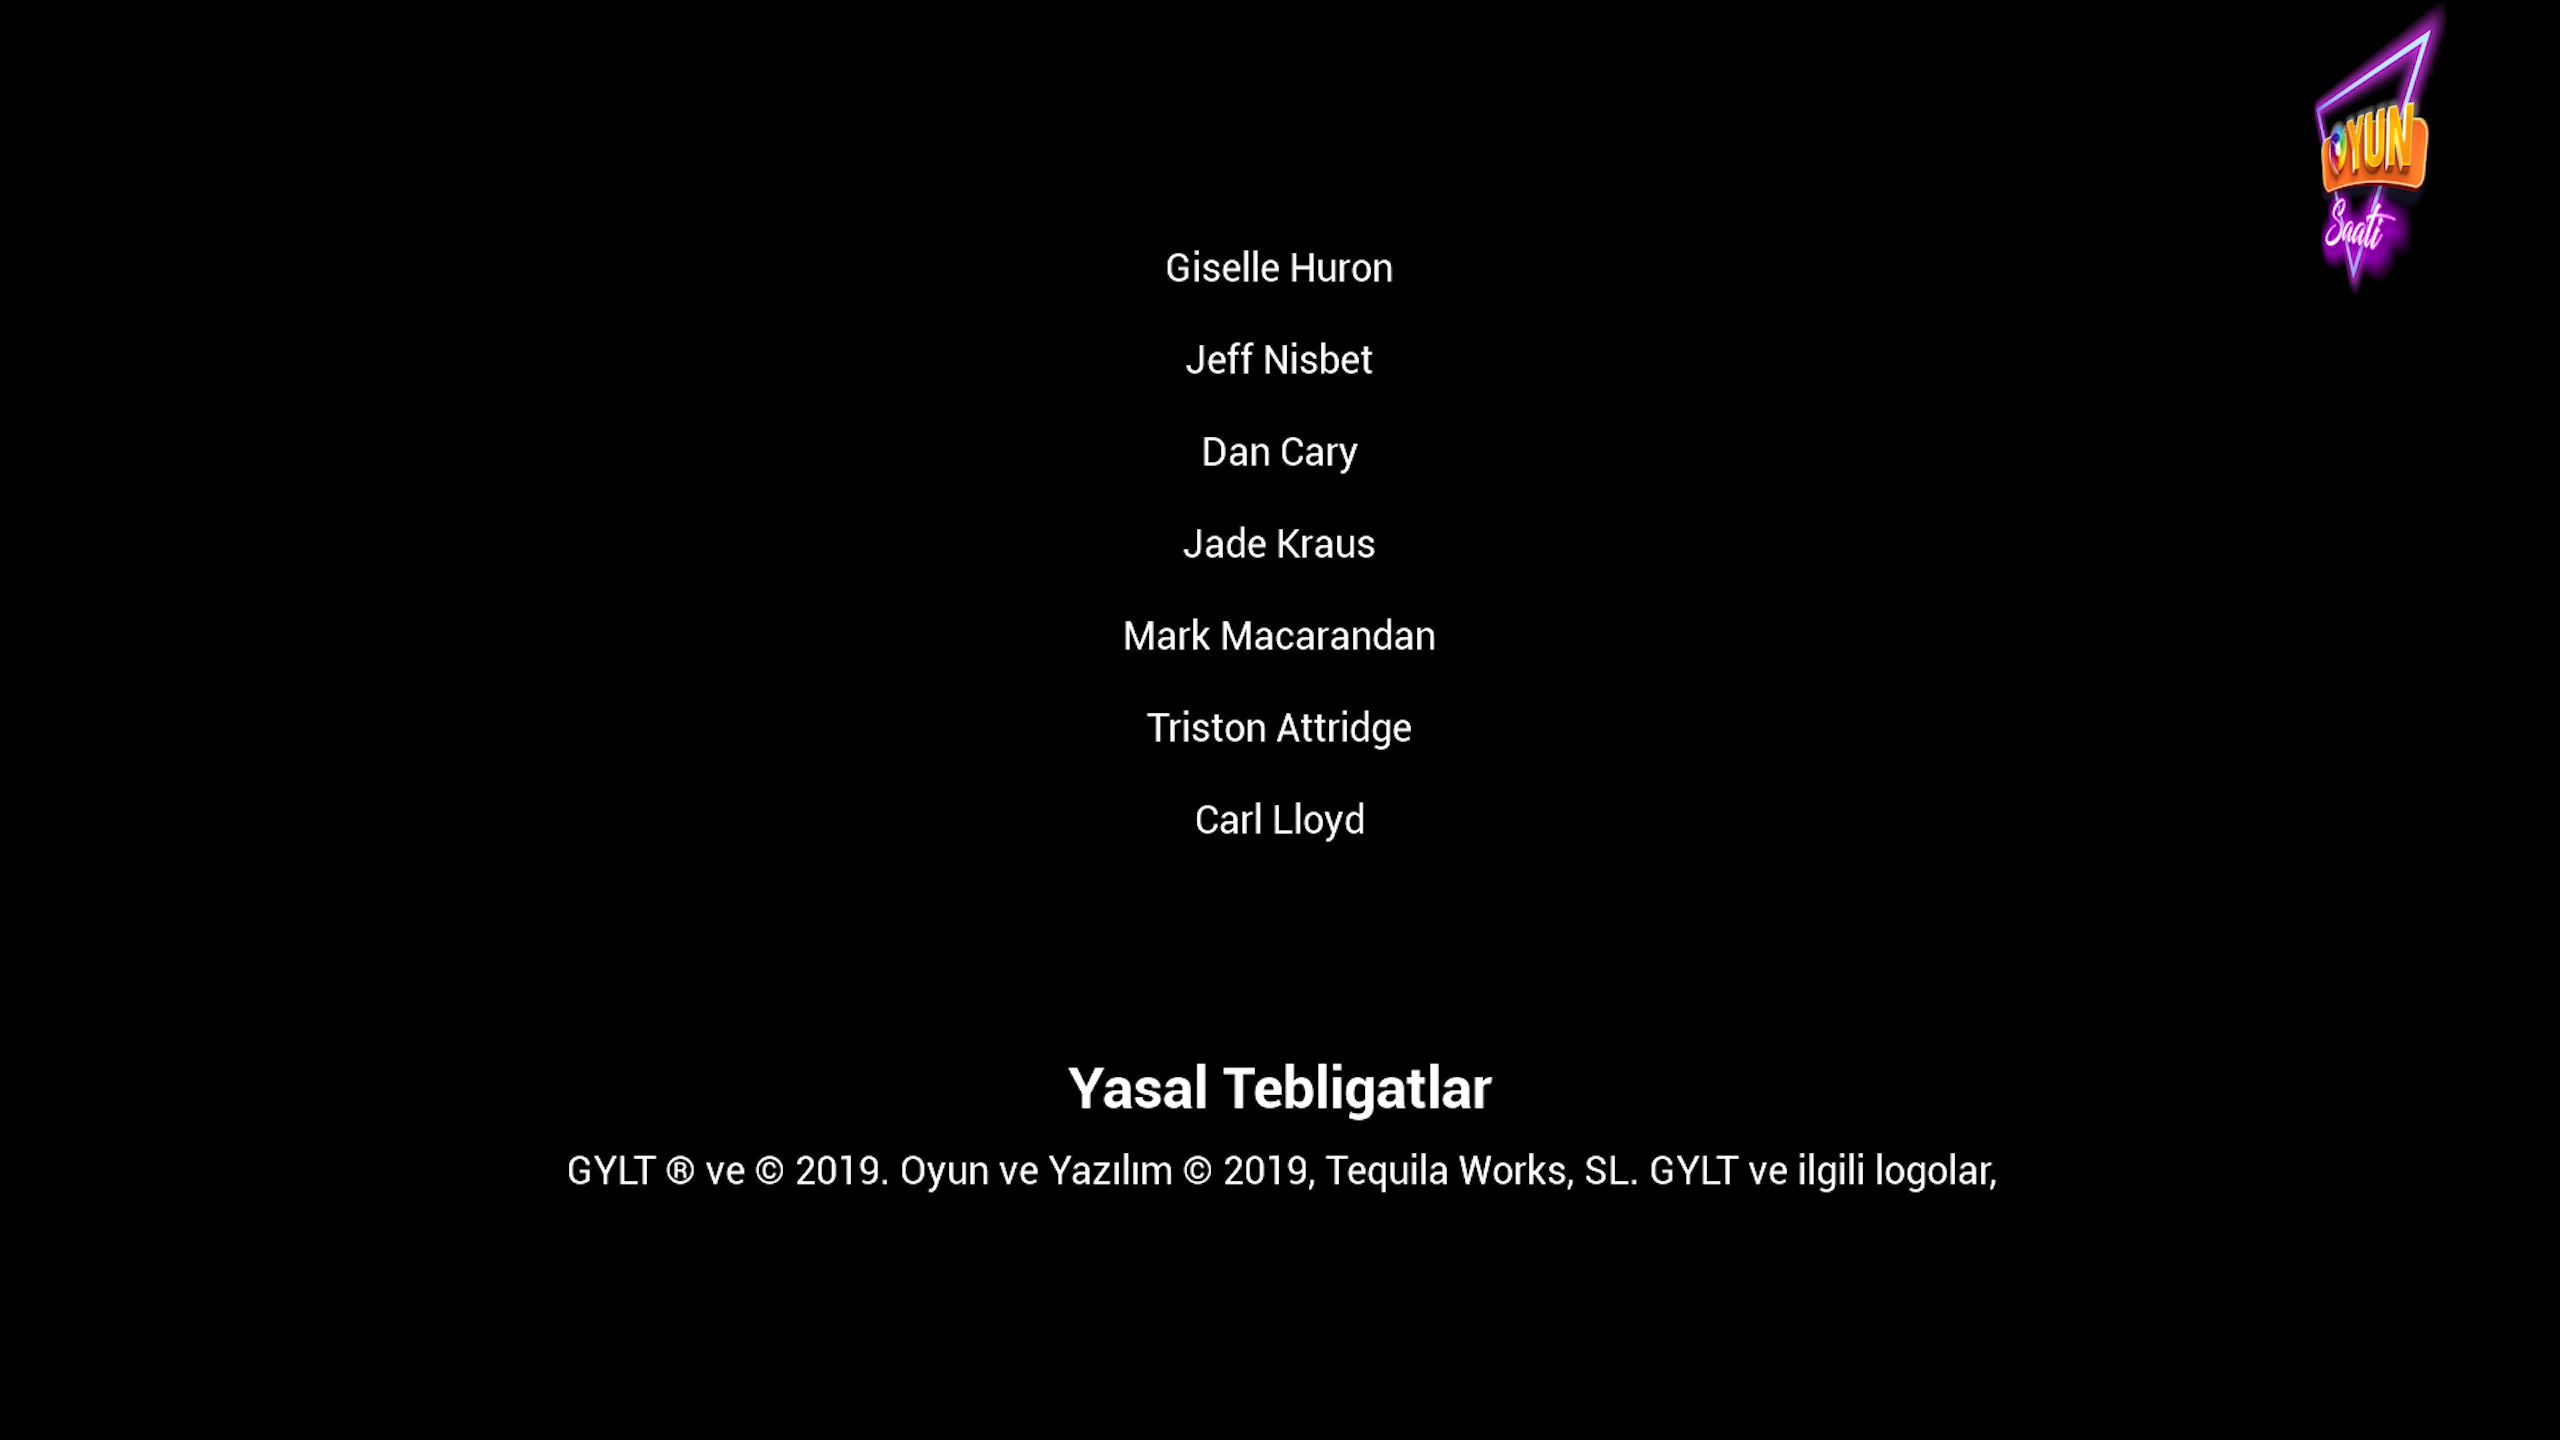 OYUN
Saati
Giselle Huron
Jeff Nisbet
Dan Cary
Jade Kraus
Mark Macarandan
Triston Attridge
Carl Lloyd
Yasal Tebligatlar
GYLT ® ve © 2019. Oyun ve Yazılım © 2019, Tequila Works, SL. GYLT ve ilgili logolar,